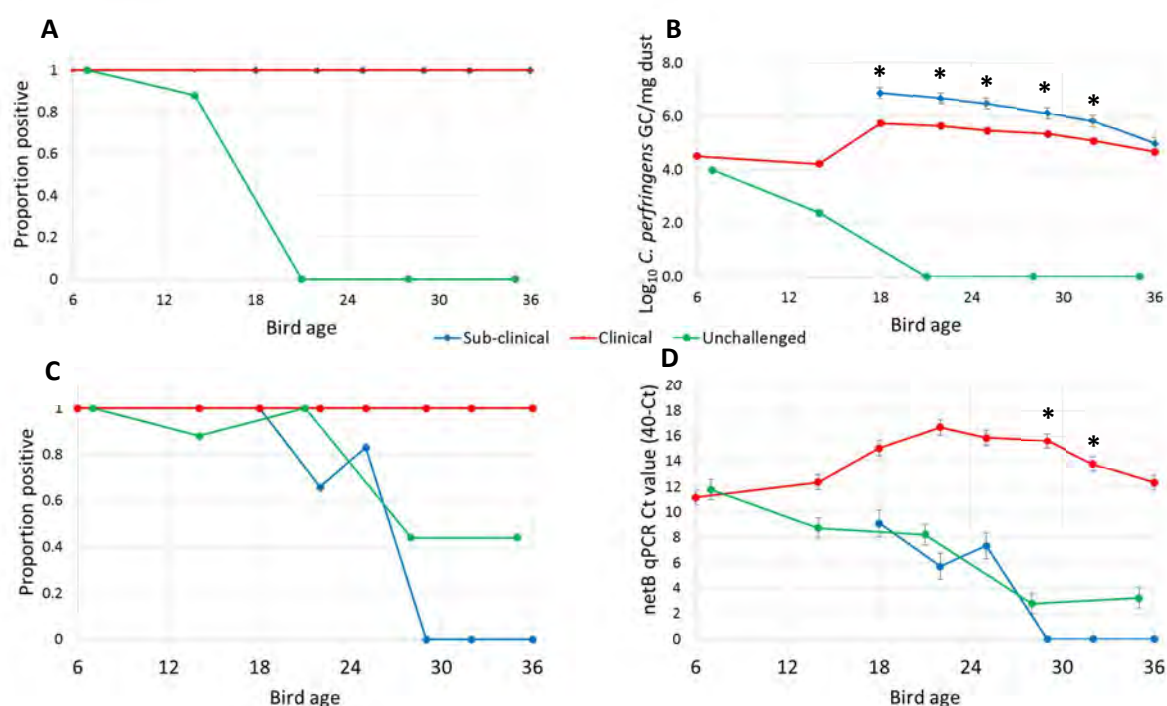 A
Proportion positive
1
0.8
0.6
0.4
0.2
0
6 12 18 24 30 36
Bird age
B
Log10 C. perfringens GC/mg dust
8.0
6.0
4.0
2.0
0.0
* * * * *
6 12 18 24 30 36
Bird age
Sub-clinical Clinical Unchallenged
C
Proportion positive
1
0.8
0.6
0.4
0.2
0
6 12 18 24 30 36
Bird age
D
netB qPCR Ct value (40-Ct)
20
18
16
14
12
10
8
6
4
2
0
* *
6 12 18 24 30 36
Bird age